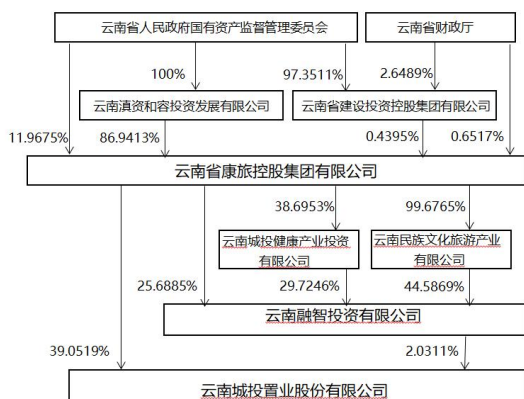 云南省人民政府国有资产监督管理委员会
云南省财政厅
100%
97.3511%
2.6489%
云南滇资和容投资发展有限公司
云南省建设投资控股集团有限公司
11.9675%
86.9413%
0.4395%
0.6517%
云南省康旅控股集团有限公司
38.6953%
99.6765%
云南城投健康产业投资
有限公司
云南民族文化旅游产业
有限公司
25.6885%
29.7246%
44.5869%
云南融智投资有限公司
39.0519%
2.0311%
云南城投置业股份有限公司